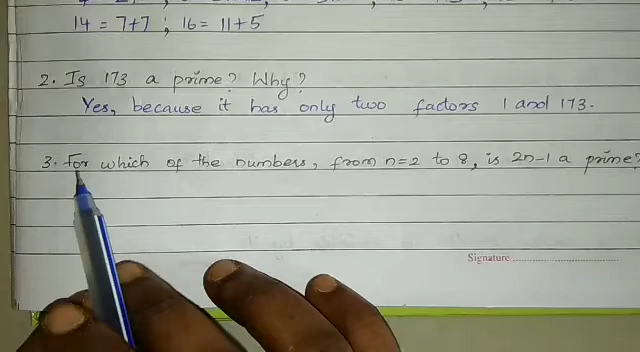 14 = 7+7 ; 16 = 11+5
2. Is 173 a prime? Why?
Yes, because it has only two factors 1 and 173.
3. For which of the numbers, from n=2 to 8, is 2n-1 a prime?
Signature